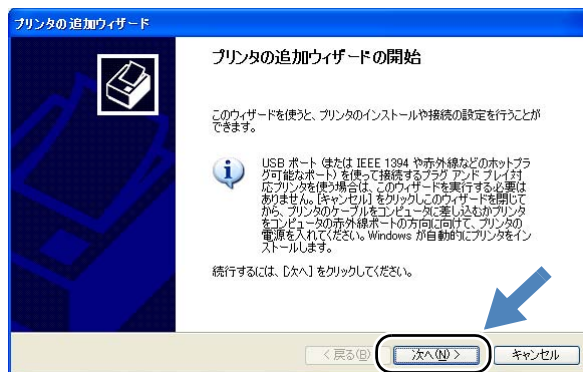 プリンタの追加ウィザード
プリンタの追加ウィザードの開始
このウィザードを使うと、プリンタのインストールや接続の設定を行うことが
できます。
USB ポート (または IEEE 1394 や赤外線などのホットプラ
グ可能なポート) を使って接続するプラグ アンド プレイ対
応プリンタを使う場合は、このウィザードを実行する必要は
ありません。[キャンセル] をクリックしこのウィザードを閉じて
から、プリンタのケーブルをコンピュータに差し込むかプリンタ
をコンピュータの赤外線ポートの方向に向けて、プリンタの
電源を入れてください。Windows が自動的にプリンタをイン
ストールします。
続行するには、[次へ] をクリックしてください。
< 戻る(B)
次へ(N) >
キャンセル